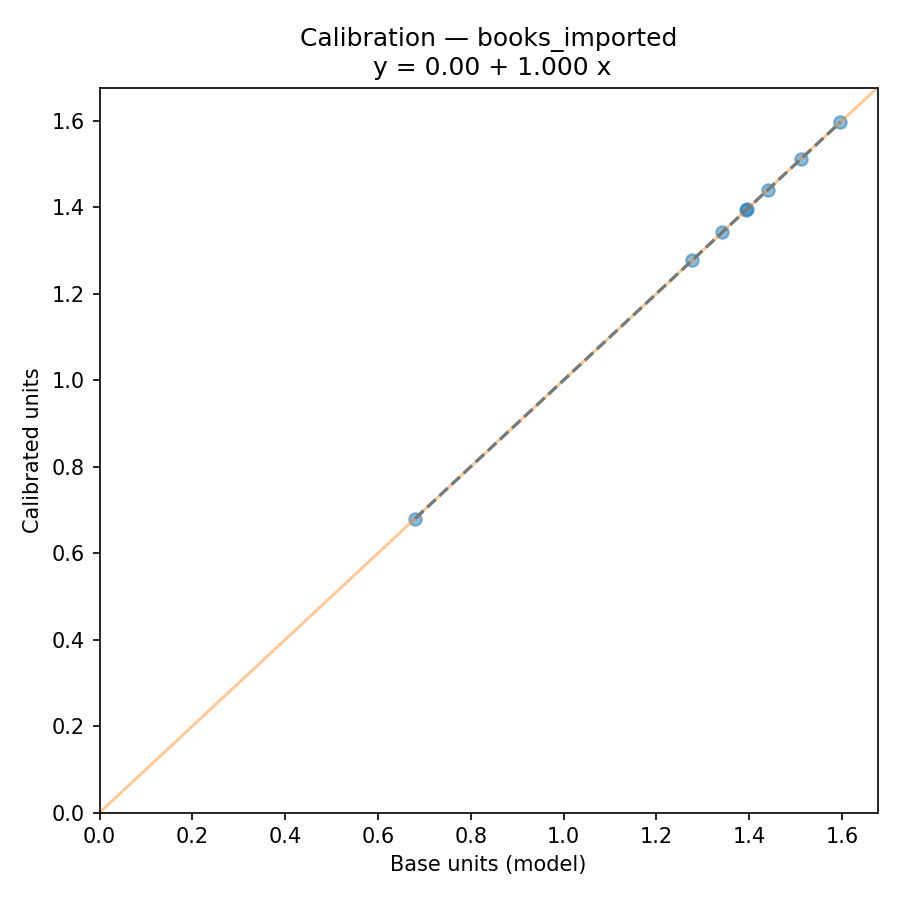 Calibration — books_imported
y = 0.00 + 1.000 x
Calibrated units
1.6
1.4
1.2
1.0
0.8
0.6
0.4
0.2
0.0
0.0 0.2 0.4 0.6 0.8 1.0 1.2 1.4 1.6
Base units (model)